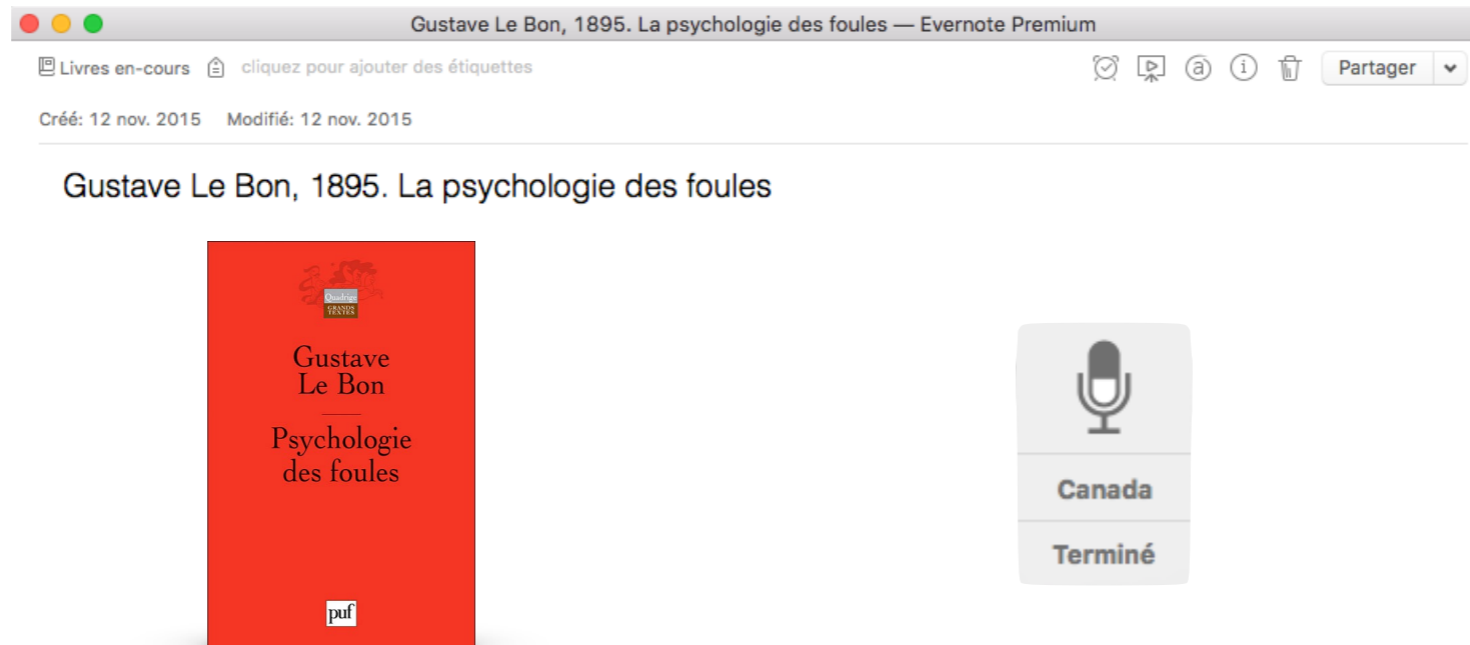 Gustave Le Bon, 1895. La psychologie des foules — Evernote Premium
Livres en-cours cliquez pour ajouter des étiquettes
Partager
Créé: 12 nov. 2015 Modifié: 12 nov. 2015
Gustave Le Bon, 1895. La psychologie des foules
Quadrige
GRANDS
TEXTES
Gustave
Le Bon
Psychologie
des foules
puf
Canada
Terminé